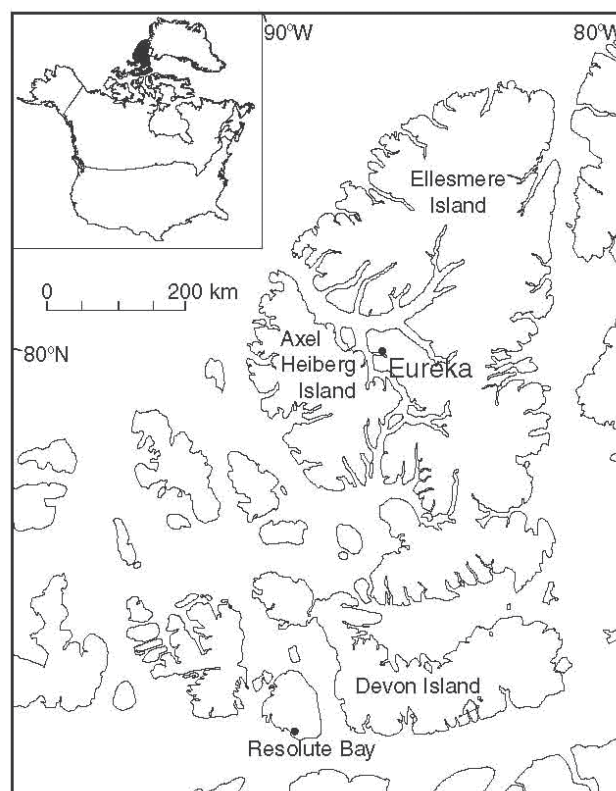 90°W
80°W
Ellesmere
Island
0
200 km
80°N
Axel
Heiberg
Island
Eureka
Devon Island
Resolute Bay